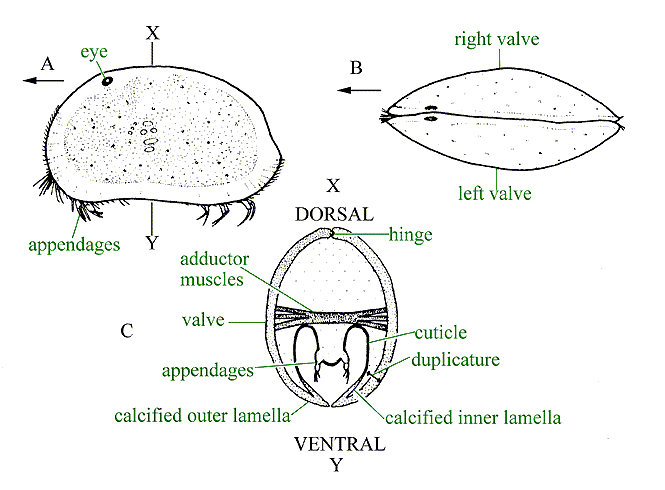 X
eye
A
appendages
Y
right valve
B
left valve
X
DORSAL
hinge
adductor
muscles
valve
C
cuticle
duplicature
appendages
calcified outer lamella
calcified inner lamella
VENTRAL
Y